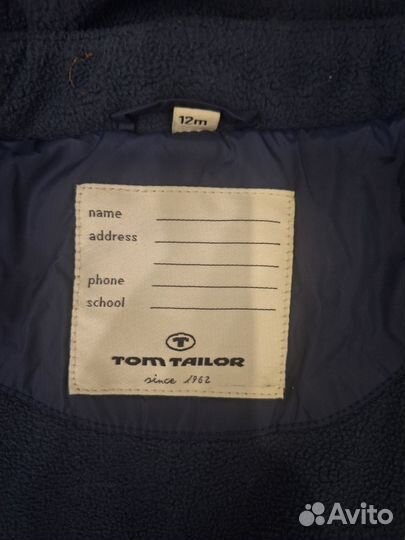 12m
name
address
phone
school
TOM TAILOR
since 1962
Avito